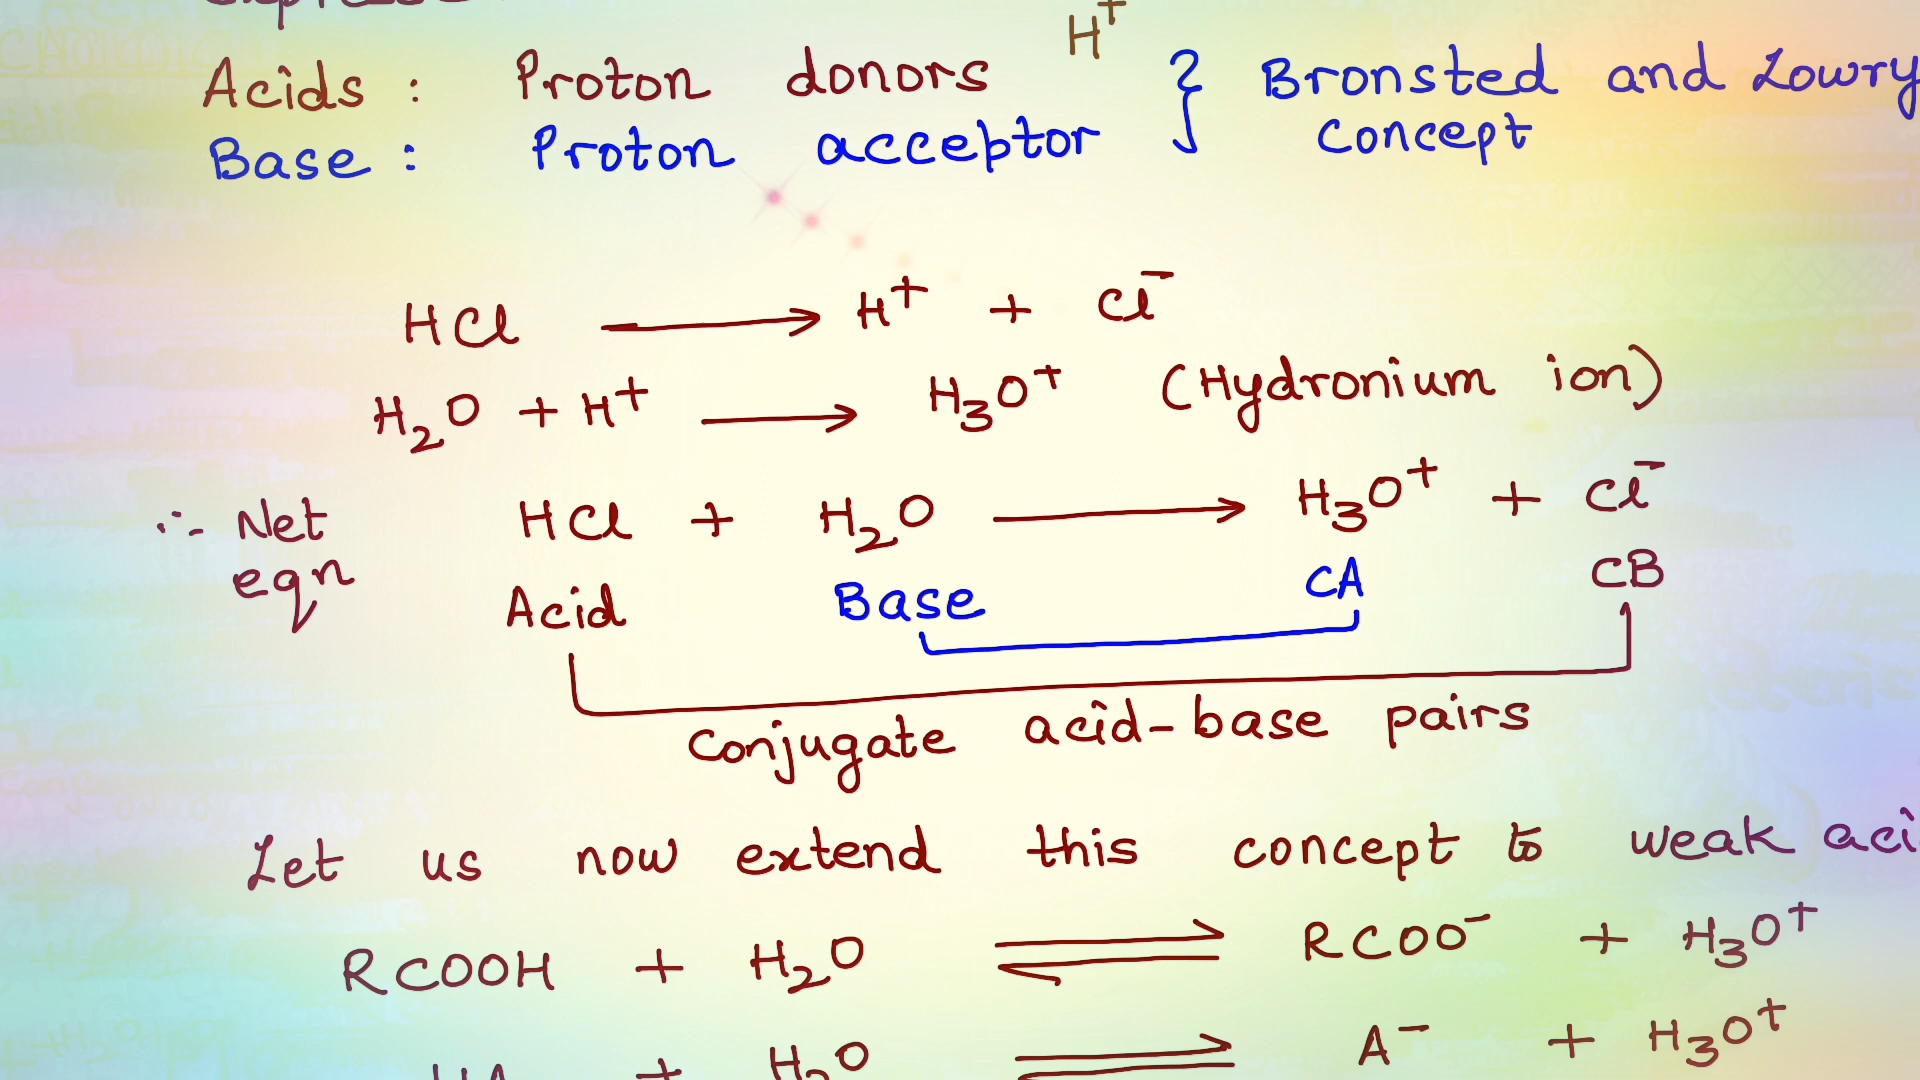 Acids : Proton donors H⁺ } Bronsted and Lowry
Base : Proton acceptor concept
HCl ⟶ H⁺ + Cl⁻
H₂O + H⁺ ⟶ H₃O⁺ (Hydronium ion)
∴ Net eqn HCl + H₂O ⟶ H₃O⁺ + Cl⁻
Acid Base CA CB
Conjugate acid-base pairs
Let us now extend this concept to weak aci
RCOOH + H₂O ⇌ RCOO⁻ + H₃O⁺
HA + H₂O ⇌ A⁻ + H₃O⁺